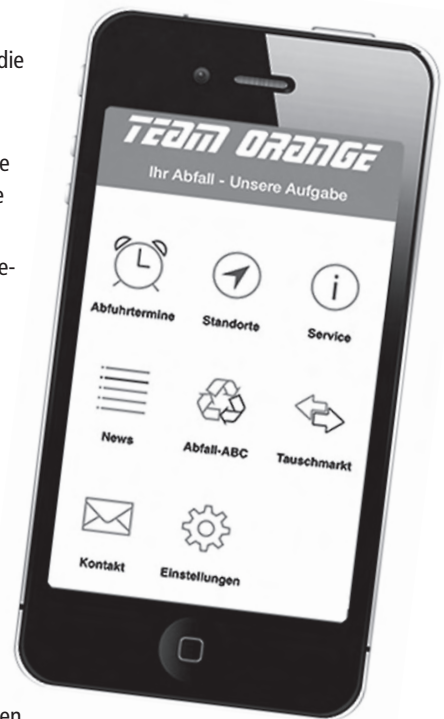 die
e
e
e-
en
TEAM ORANGE
Ihr Abfall - Unsere Aufgabe
Abfuhrtermine
Standorte
Service
News
Abfall-ABC
Tauschmarkt
Kontakt
Einstellungen